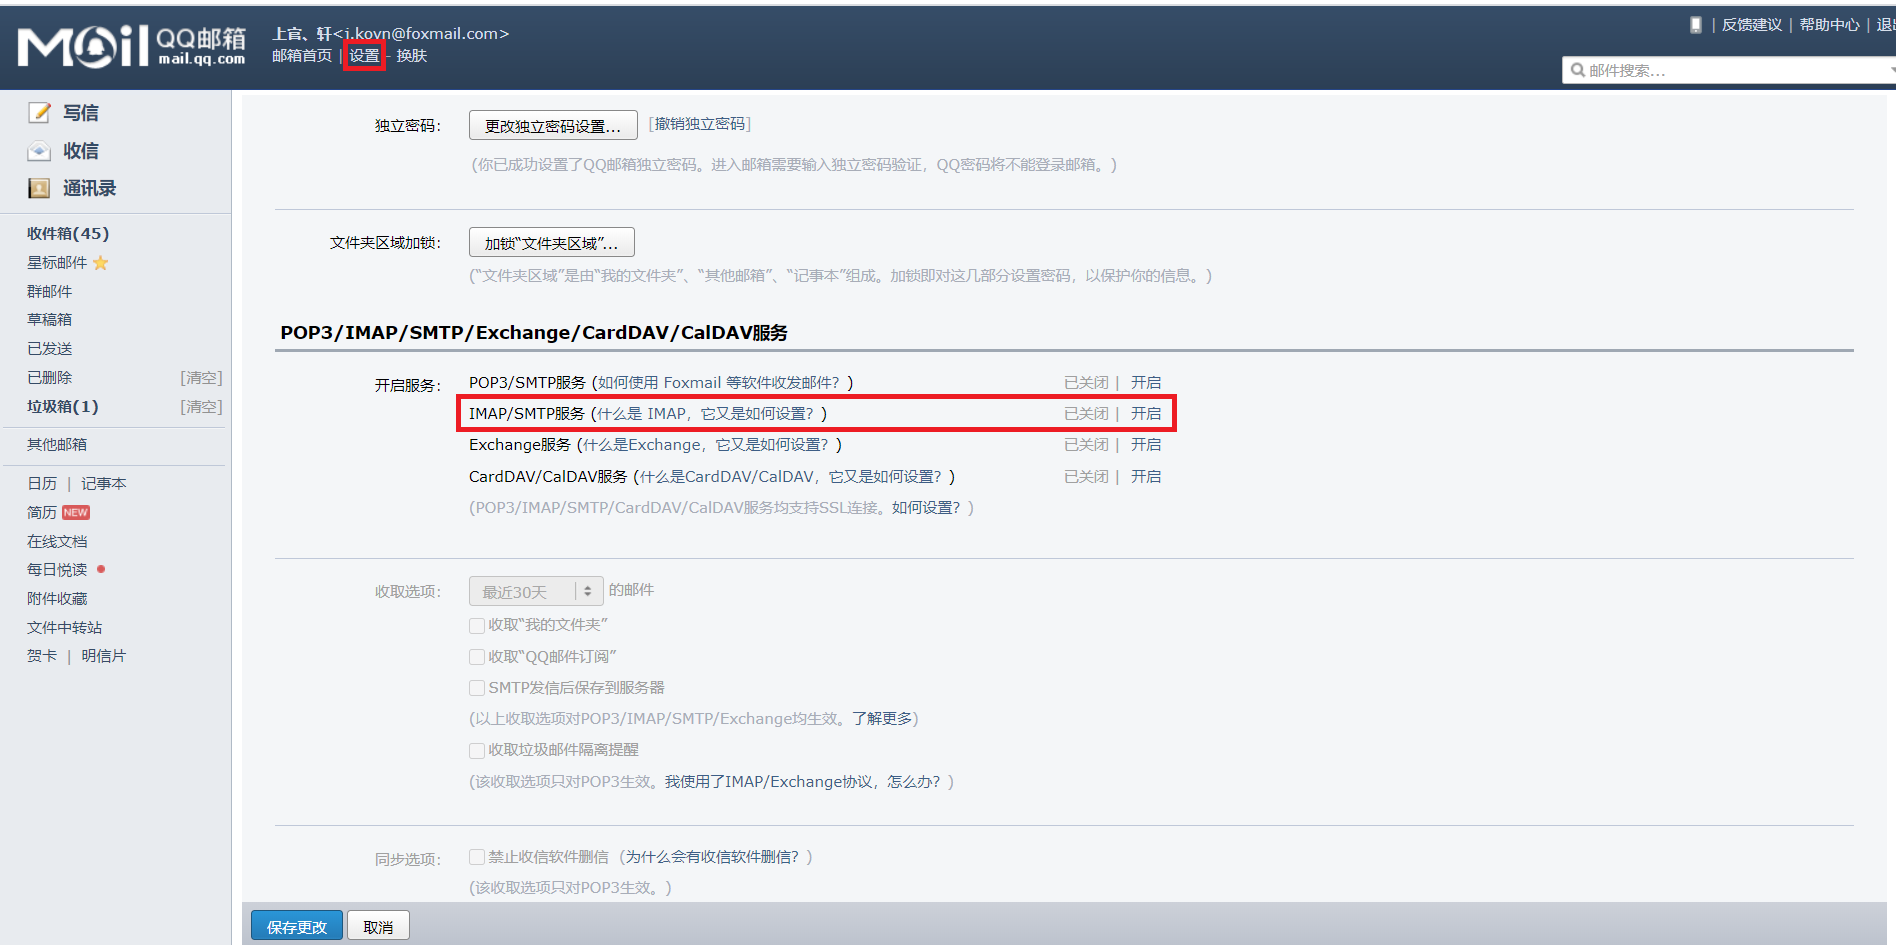 MOil QQ邮箱 mail.qq.com
上官、轩<i.kovn@foxmail.com>
邮箱首页 | 设置 - 换肤
| 反馈建议 | 帮助中心 | 退出
邮件搜索...
写信
收信
通讯录
收件箱(45)
星标邮件
群邮件
草稿箱
已发送
已删除 [清空]
垃圾箱(1) [清空]
其他邮箱
日历 | 记事本
简历 NEW
在线文档
每日悦读
附件收藏
文件中转站
贺卡 | 明信片
独立密码： 更改独立密码设置... [撤销独立密码]
(你已成功设置了QQ邮箱独立密码。进入邮箱需要输入独立密码验证，QQ密码将不能登录邮箱。)
文件夹区域加锁： 加锁“文件夹区域”...
(“文件夹区域”是由“我的文件夹”、“其他邮箱”、“记事本”组成。加锁即对这几部分设置密码，以保护你的信息。)
POP3/IMAP/SMTP/Exchange/CardDAV/CalDAV服务
开启服务： POP3/SMTP服务 (如何使用 Foxmail 等软件收发邮件？) 已关闭 | 开启
IMAP/SMTP服务 (什么是 IMAP，它又是如何设置？) 已关闭 | 开启
Exchange服务 (什么是Exchange，它又是如何设置？) 已关闭 | 开启
CardDAV/CalDAV服务 (什么是CardDAV/CalDAV，它又是如何设置？) 已关闭 | 开启
(POP3/IMAP/SMTP/CardDAV/CalDAV服务均支持SSL连接。如何设置？)
收取选项： 最近30天 的邮件
收取“我的文件夹”
收取“QQ邮件订阅”
SMTP发信后保存到服务器
(以上收取选项对POP3/IMAP/SMTP/Exchange均生效。了解更多)
收取垃圾邮件隔离提醒
(该收取选项只对POP3生效。我使用了IMAP/Exchange协议，怎么办？)
同步选项： 禁止收信软件删信 (为什么会有收信软件删信？)
(该收取选项只对POP3生效。)
保存更改 取消